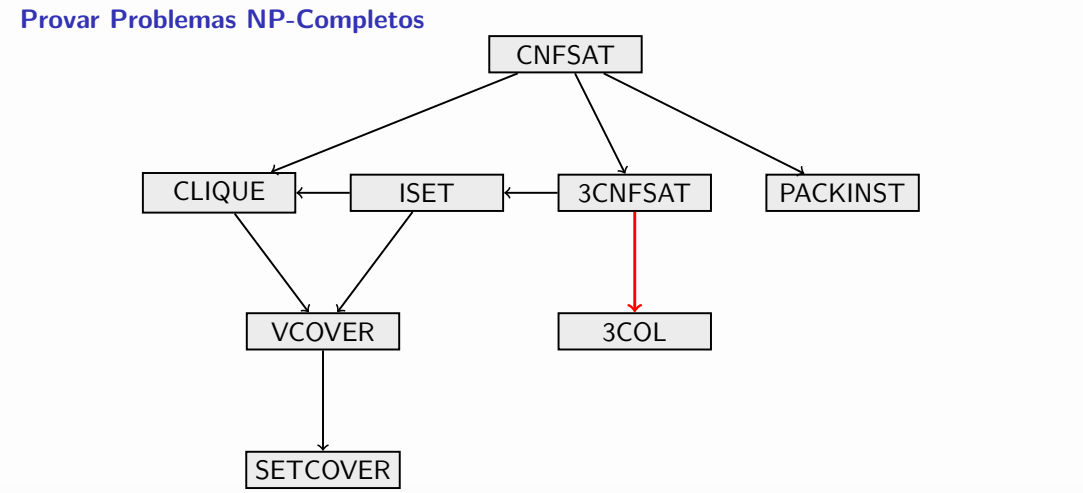 Provar Problemas NP-Completos
CNFSAT
CLIQUE
ISET
3CNFSAT
PACKINST
VCOVER
3COL
SETCOVER